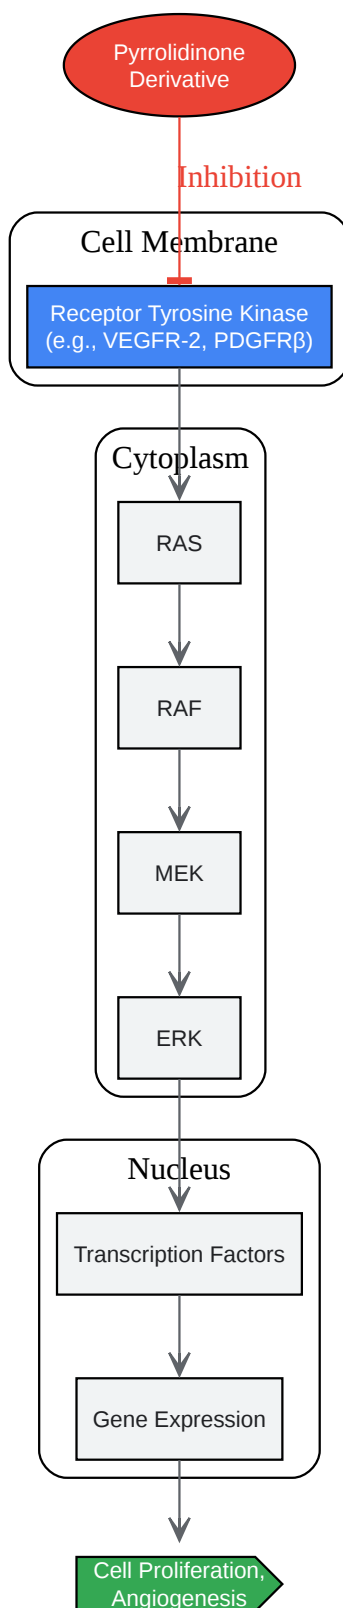 Pyrrolidinone
Derivative
Inhibition
Cell Membrane
Receptor Tyrosine Kinase
(e.g., VEGFR-2, PDGFRβ)
Cytoplasm
RAS
RAF
MEK
ERK
Nucleus
Transcription Factors
Gene Expression
Cell Proliferation,
Angiogenesis